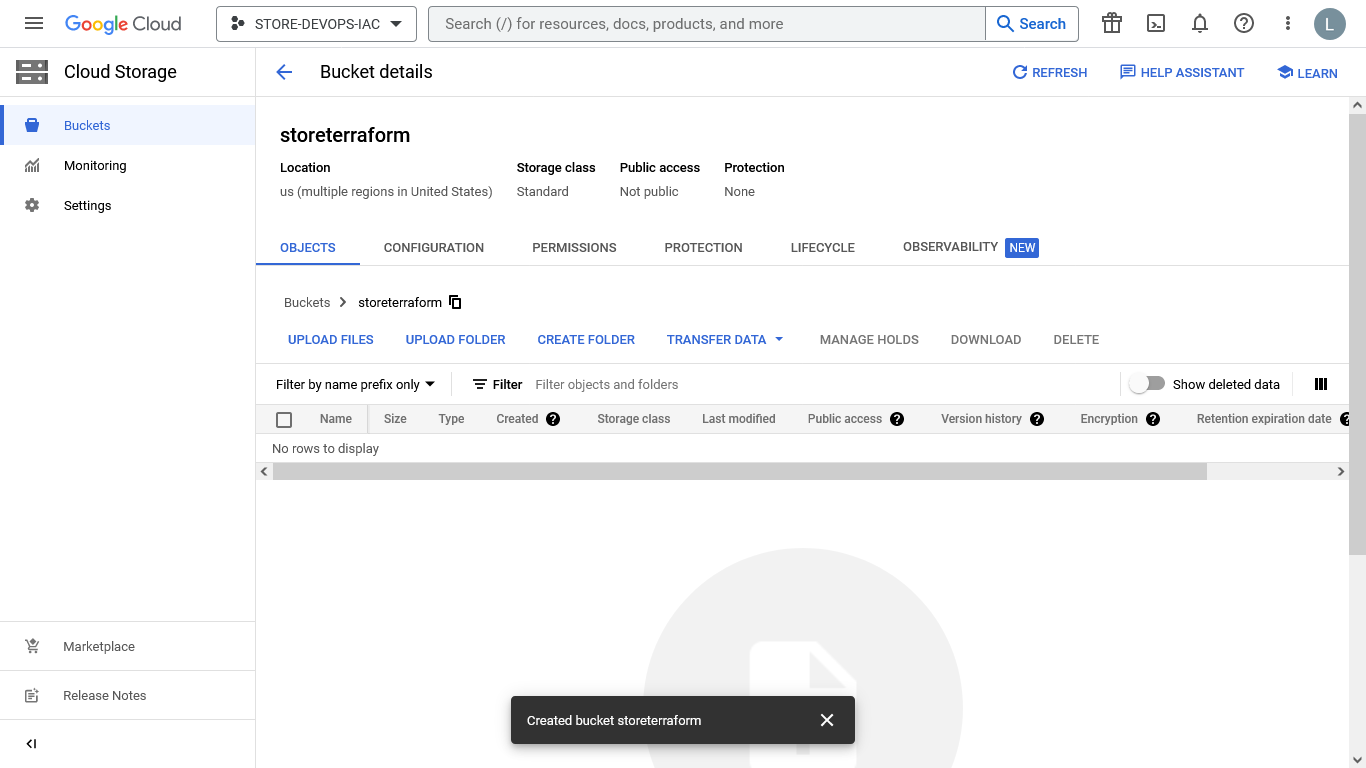 Google Cloud
STORE-DEVOPS-IAC
Search (/) for resources, docs, products, and more
Search
L
Cloud Storage
Bucket details
REFRESH
HELP ASSISTANT
LEARN
Buckets
Monitoring
Settings
Marketplace
Release Notes
storeterraform
Location Storage class Public access Protection
us (multiple regions in United States) Standard Not public None
OBJECTS CONFIGURATION PERMISSIONS PROTECTION LIFECYCLE OBSERVABILITY NEW
Buckets storeterraform
UPLOAD FILES UPLOAD FOLDER CREATE FOLDER TRANSFER DATA MANAGE HOLDS DOWNLOAD DELETE
Filter by name prefix only Filter Filter objects and folders Show deleted data
Name Size Type Created Storage class Last modified Public access Version history Encryption Retention expiration date
No rows to display
Created bucket storeterraform